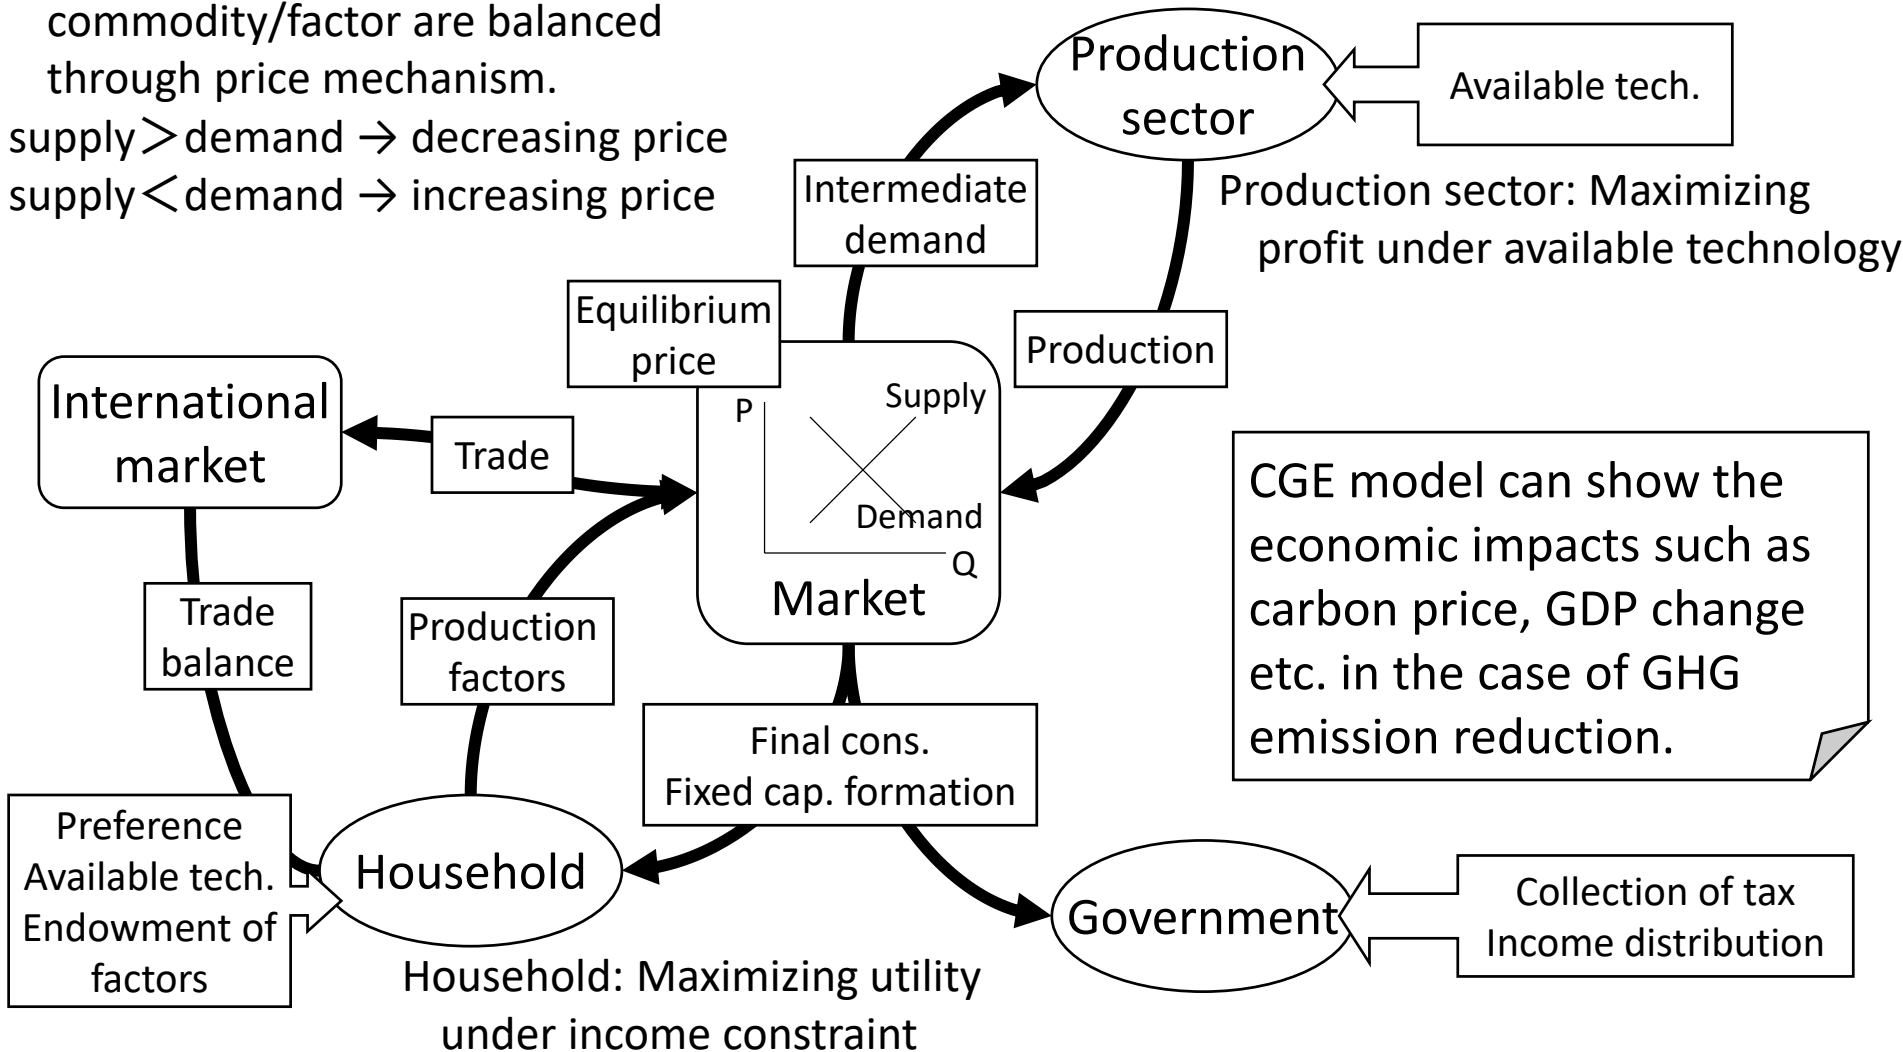 commodity/factor are balanced
through price mechanism.
supply＞demand → decreasing price
supply＜demand → increasing price
Production
sector
Available tech.
Intermediate
demand
Production sector: Maximizing
profit under available technology
Equilibrium
price
Production
International
market
Trade
P
Supply
Demand
Q
Market
CGE model can show the
economic impacts such as
carbon price, GDP change
etc. in the case of GHG
emission reduction.
Trade
balance
Production
factors
Final cons.
Fixed cap. formation
Preference
Available tech.
Endowment of
factors
Household
Government
Collection of tax
Income distribution
Household: Maximizing utility
under income constraint